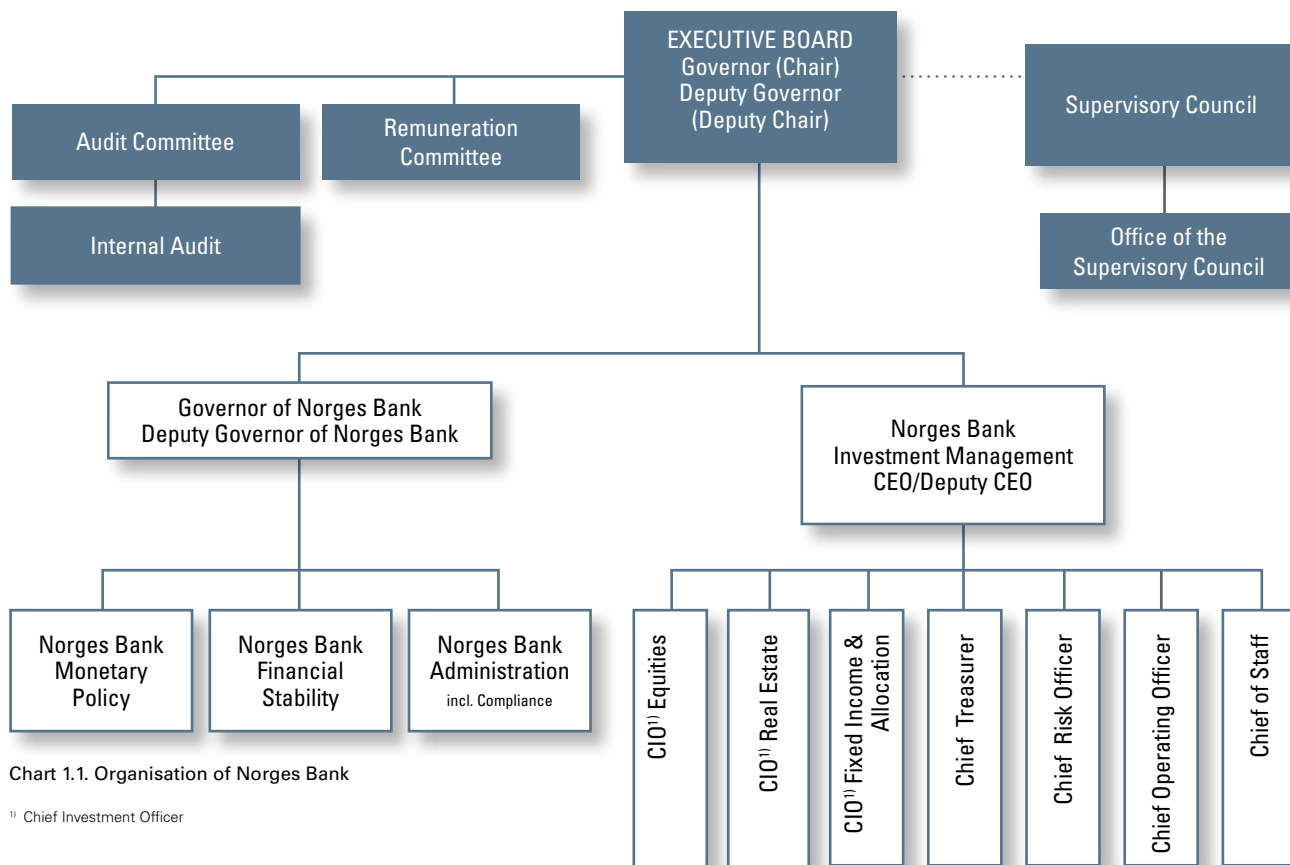 EXECUTIVE BOARD
Governor (Chair)
Deputy Governor
(Deputy Chair)
Supervisory Council
Audit Committee
Remuneration
Committee
Internal Audit
Office of the
Supervisory Council
Governor of Norges Bank
Deputy Governor of Norges Bank
Norges Bank
Investment Management
CEO/Deputy CEO
Norges Bank
Monetary
Policy
Norges Bank
Financial
Stability
Norges Bank
Administration
incl. Compliance
CIO¹⁾ Equities
CIO¹⁾ Real Estate
CIO¹⁾ Fixed Income &
Allocation
Chief Treasurer
Chief Risk Officer
Chief Operating Officer
Chief of Staff
Chart 1.1. Organisation of Norges Bank
¹⁾ Chief Investment Officer